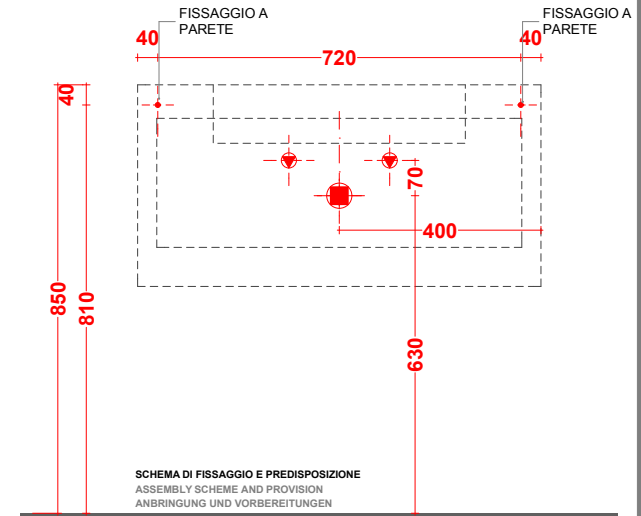 FISSAGGIO A
PARETE
FISSAGGIO A
PARETE
40
720
40
40
70
400
850
810
630
SCHEMA DI FISSAGGIO E PREDISPOSIZIONE
ASSEMBLY SCHEME AND PROVISION
ANBRINGUNG UND VORBEREITUNGEN